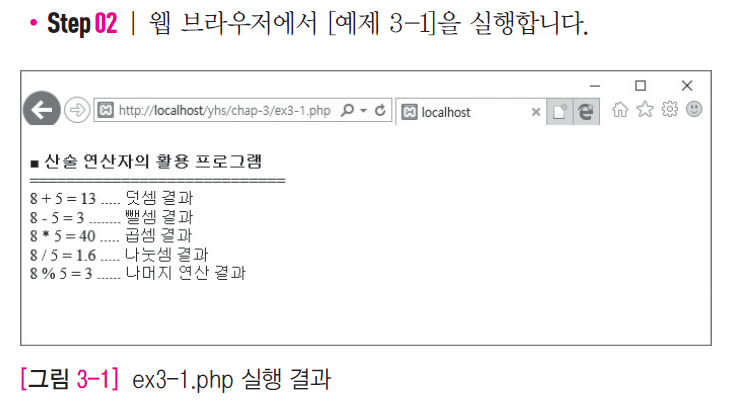 • Step 02 | 웹 브라우저에서 [예제 3-1]을 실행합니다.
http://localhost/yhs/chap-3/ex3-1.php
localhost
■ 산술 연산자의 활용 프로그램
==============================
8 + 5 = 13 ..... 덧셈 결과
8 - 5 = 3 ........ 뺄셈 결과
8 * 5 = 40 ..... 곱셈 결과
8 / 5 = 1.6 ..... 나눗셈 결과
8 % 5 = 3 ...... 나머지 연산 결과
[그림 3-1] ex3-1.php 실행 결과